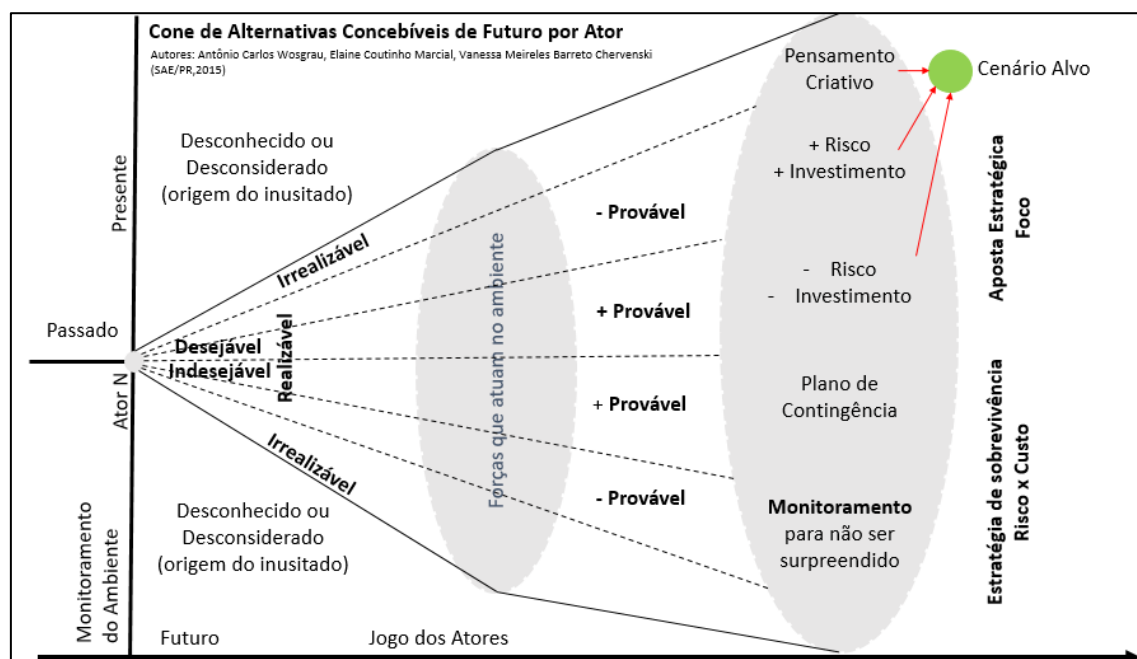 Cone de Alternativas Concebíveis de Futuro por Ator
Autores: Antônio Carlos Wosgrau, Elaine Coutinho Marcial, Vanessa Meireles Barreto Chervenski
(SAE/PR,2015)
Pensamento
Criativo
Cenário Alvo
Desconhecido ou
Desconsiderado
(origem do inusitado)
+ Risco
+ Investimento
Presente
Irrealizável
- Provável
Forças que atuam no ambiente
Aposta Estratégica
Foco
- Risco
- Investimento
Passado
+ Provável
Desejável
Indesejável
Realizável
Ator N
+ Provável
Plano de
Contingência
Irrealizável
- Provável
Monitoramento
para não ser
surpreendido
Estratégia de sobrevivência
Risco x Custo
Desconhecido ou
Desconsiderado
(origem do inusitado)
Monitoramento
do Ambiente
Futuro
Jogo dos Atores